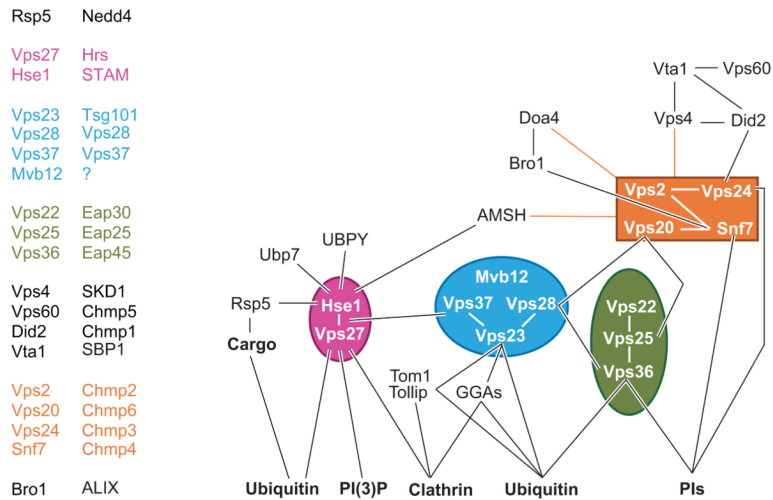 Rsp5 Nedd4
Vps27 Hrs
Hse1 STAM
Vps23 Tsg101
Vps28 Vps28
Vps37 Vps37
Mvb12 ?
Vps22 Eap30
Vps25 Eap25
Vps36 Eap45
Vps4 SKD1
Vps60 Chmp5
Did2 Chmp1
Vta1 SBP1
Vps2 Chmp2
Vps20 Chmp6
Vps24 Chmp3
Snf7 Chmp4
Bro1 ALIX
Vta1 Vps60
Doa4 Vps4 Did2
Bro1
Vps2 Vps24
AMSH
Vps20 Snf7
UBPY
Ubp7
Mvb12
Rsp5 Hse1 Vps37 Vps28 Vps22
Cargo Vps27 Vps23 Vps25
Vps36
Tom1
Tollip GGAs
Ubiquitin PI(3)P Clathrin Ubiquitin PIs